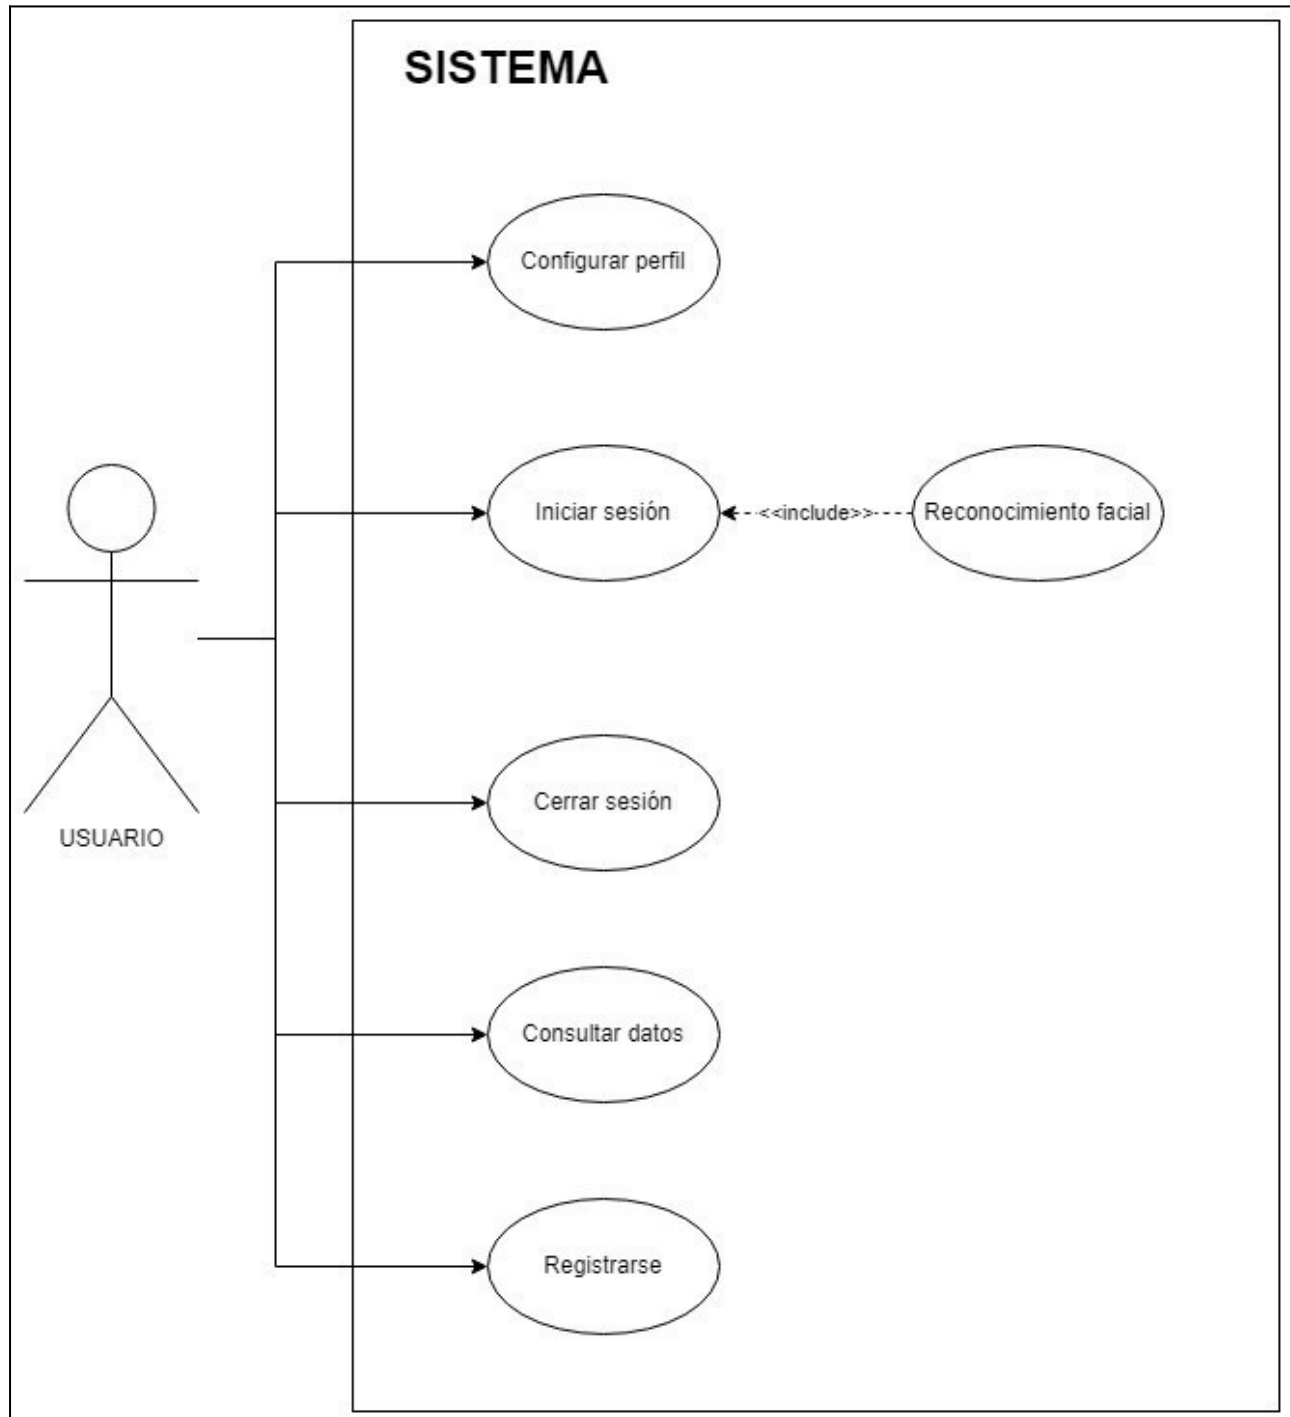 SISTEMA
Configurar perfil
Iniciar sesión
<<include>>
Reconocimiento facial
Cerrar sesión
USUARIO
Consultar datos
Registrarse